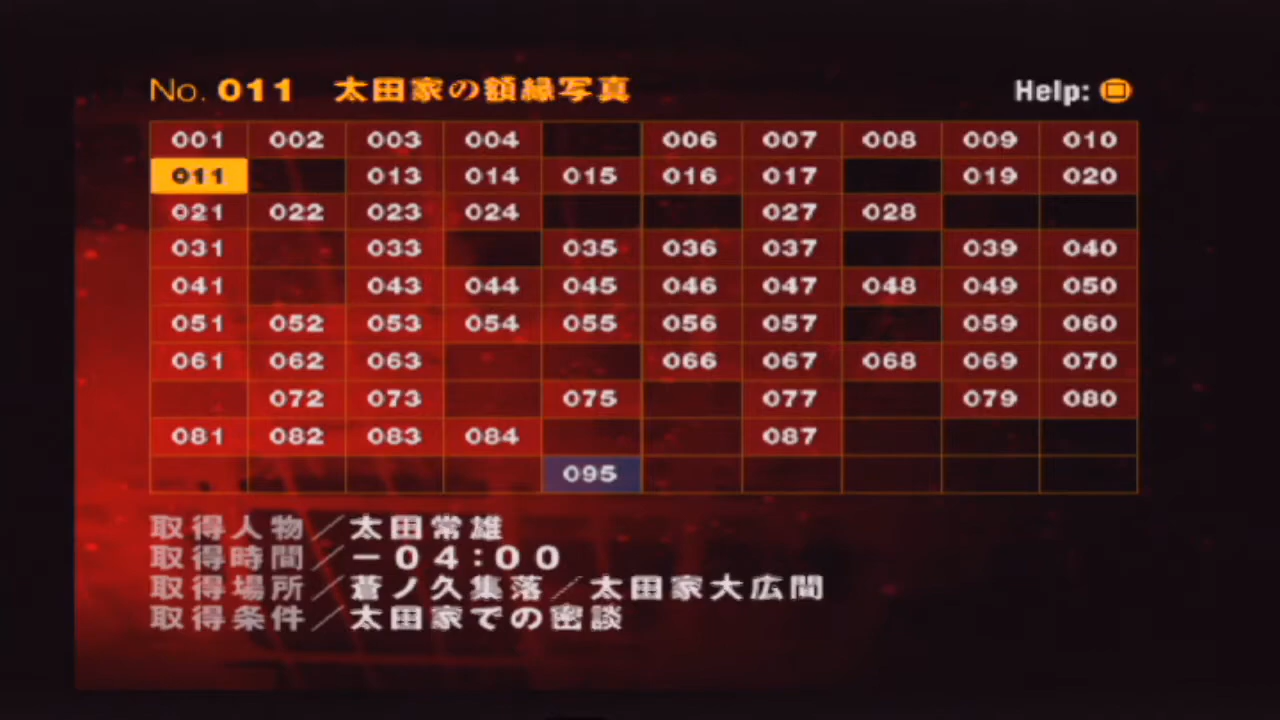 No. 011 太田家の額縁写真 Help:
001 002 003 004 006 007 008 009 010
011 013 014 015 016 017 019 020
021 022 023 024 027 028
031 033 035 036 037 039 040
041 043 044 045 046 047 048 049 050
051 052 053 054 055 056 057 059 060
061 062 063 066 067 068 069 070
072 073 075 077 079 080
081 082 083 084 087
095
取得人物／太田常雄
取得時間／－04:00
取得場所／蒼ノ久集落／太田家大広間
取得条件／太田家での密談